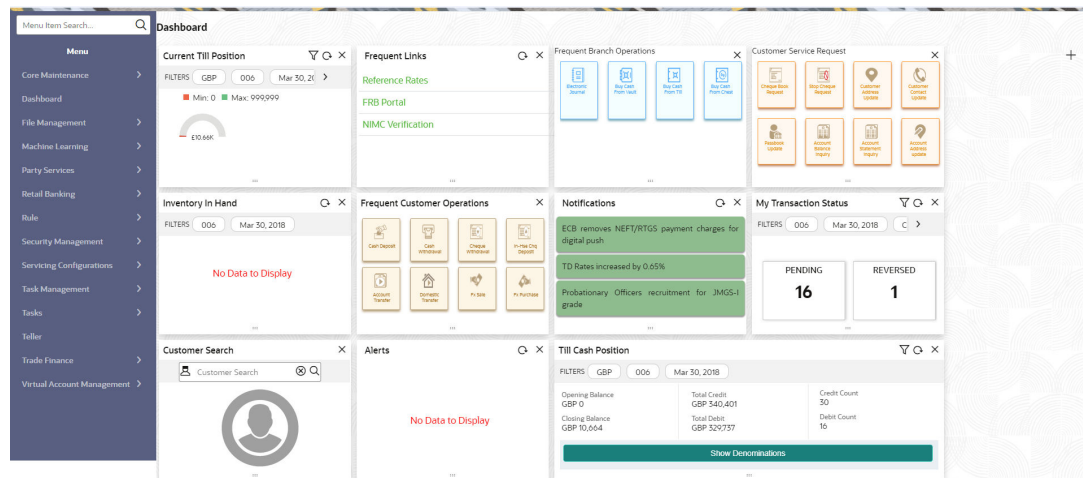 Menu Item Search...
Dashboard
Menu
Core Maintenance
Dashboard
File Management
Machine Learning
Party Services
Retail Banking
Rule
Security Management
Servicing Configurations
Task Management
Tasks
Teller
Trade Finance
Virtual Account Management
Current Till Position
FILTERS GBP 006 Mar 30, 20
Min: 0 Max: 999,999
£10.66K
Frequent Links
Reference Rates
FRB Portal
NIMC Verification
Frequent Branch Operations
Electronic Journal
Buy Cash From Vault
Buy Cash From Till
Buy Cash From Cheat
Customer Service Request
Cheque Book Request
Stop Cheque Request
Customer Address Update
Customer Contact Update
Passbook Update
Account Balance Inquiry
Account Statement Inquiry
Account Address Update
Inventory In Hand
FILTERS 006 Mar 30, 2018
No Data to Display
Frequent Customer Operations
Cash Deposit
Cash Withdrawal
Cheque Withdrawal
In-Hse Chq Deposit
Account Transfer
Domestic Transfer
Fx Sale
Fx Purchase
Notifications
ECB removes NEFT/RTGS payment charges for
digital push
TD Rates increased by 0.65%
Probationary Officers recruitment for JMGS-I
grade
My Transaction Status
FILTERS 006 Mar 30, 2018 C
PENDING
16
REVERSED
1
Customer Search
Customer Search
Alerts
No Data to Display
Till Cash Position
FILTERS GBP 006 Mar 30, 2018
Opening Balance
GBP 0
Closing Balance
GBP 10,664
Total Credit
GBP 340,401
Total Debit
GBP 329,737
Credit Count
30
Debit Count
16
Show Denominations